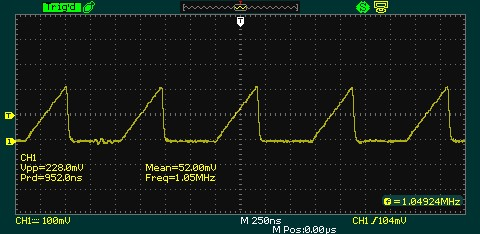 Trig'd
T
T
1
CH1
Vpp=228.0mV Mean=52.00mV
Prd=952.0ns Freq=1.05MHz
f =1.04924MHz
CH1 100mV M 250ns CH1 /104mV
M Pos:0.00μs